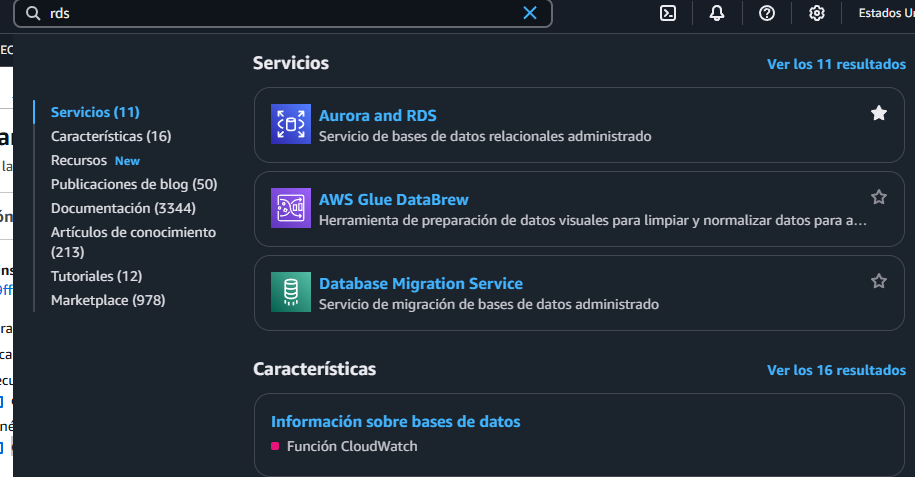 rds
Estados Un
Servicios
Ver los 11 resultados
Servicios (11)
Características (16)
Recursos New
Publicaciones de blog (50)
Documentación (3344)
Artículos de conocimiento
(213)
Tutoriales (12)
Marketplace (978)
Aurora and RDS
Servicio de bases de datos relacionales administrado
AWS Glue DataBrew
Herramienta de preparación de datos visuales para limpiar y normalizar datos para a...
Database Migration Service
Servicio de migración de bases de datos administrado
Características
Ver los 16 resultados
Información sobre bases de datos
Función CloudWatch